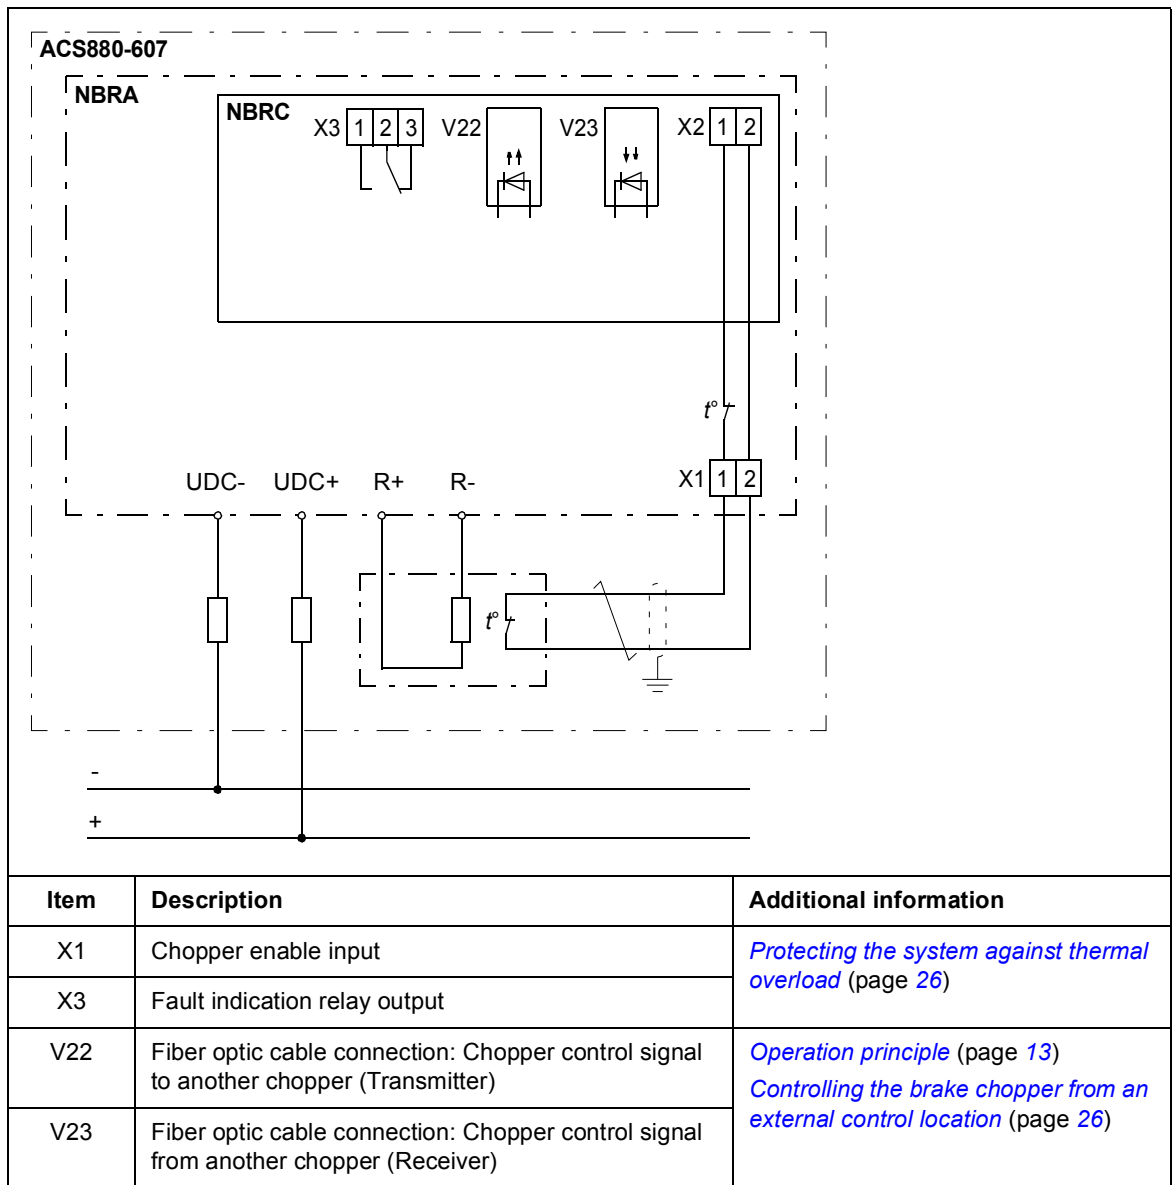 ACS880-607
NBRA
NBRC
X3 1 2 3 V22 V23 X2 1 2
t°
UDC- UDC+ R+ R- X1 1 2
t°
-
+
Item Description Additional information
X1 Chopper enable input
X3 Fault indication relay output
Protecting the system against thermal
overload (page 26)
V22 Fiber optic cable connection: Chopper control signal
to another chopper (Transmitter)
V23 Fiber optic cable connection: Chopper control signal
from another chopper (Receiver)
Operation principle (page 13)
Controlling the brake chopper from an
external control location (page 26)